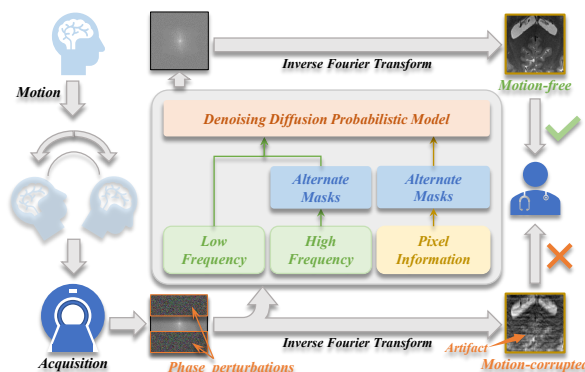 Inverse Fourier Transform
Motion
Motion-free
Denoising Diffusion Probabilistic Model
Alternate
Masks
Alternate
Masks
Low
Frequency
High
Frequency
Pixel
Information
Artifact
Inverse Fourier Transform
Acquisition
Phase perturbations
Motion-corrupted